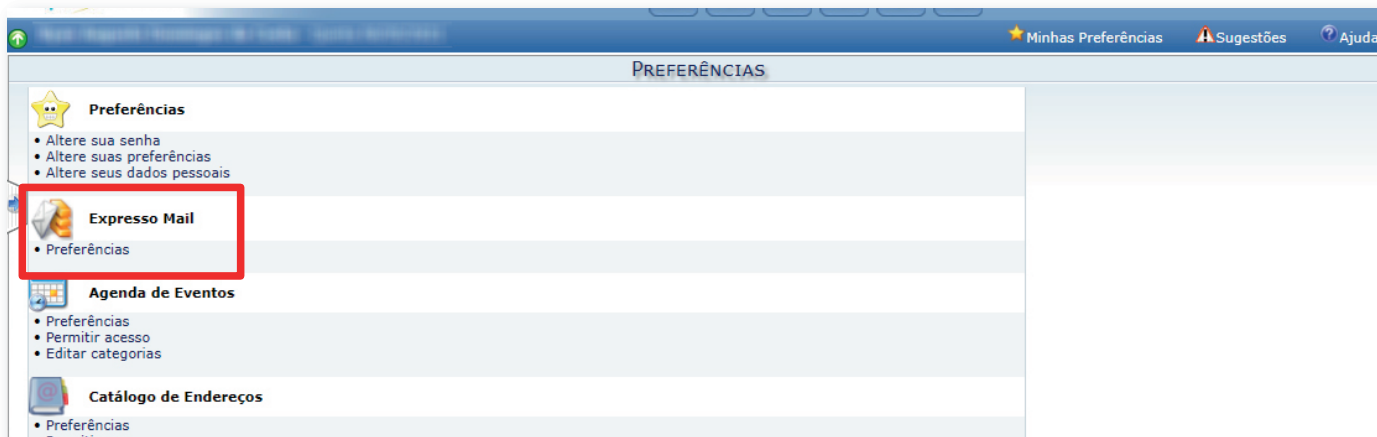 Minhas Preferências Sugestões Ajuda
PREFERÊNCIAS
Preferências
• Altere sua senha
• Altere suas preferências
• Altere seus dados pessoais
Expresso Mail
• Preferências
Agenda de Eventos
• Preferências
• Permitir acesso
• Editar categorias
Catálogo de Endereços
• Preferências